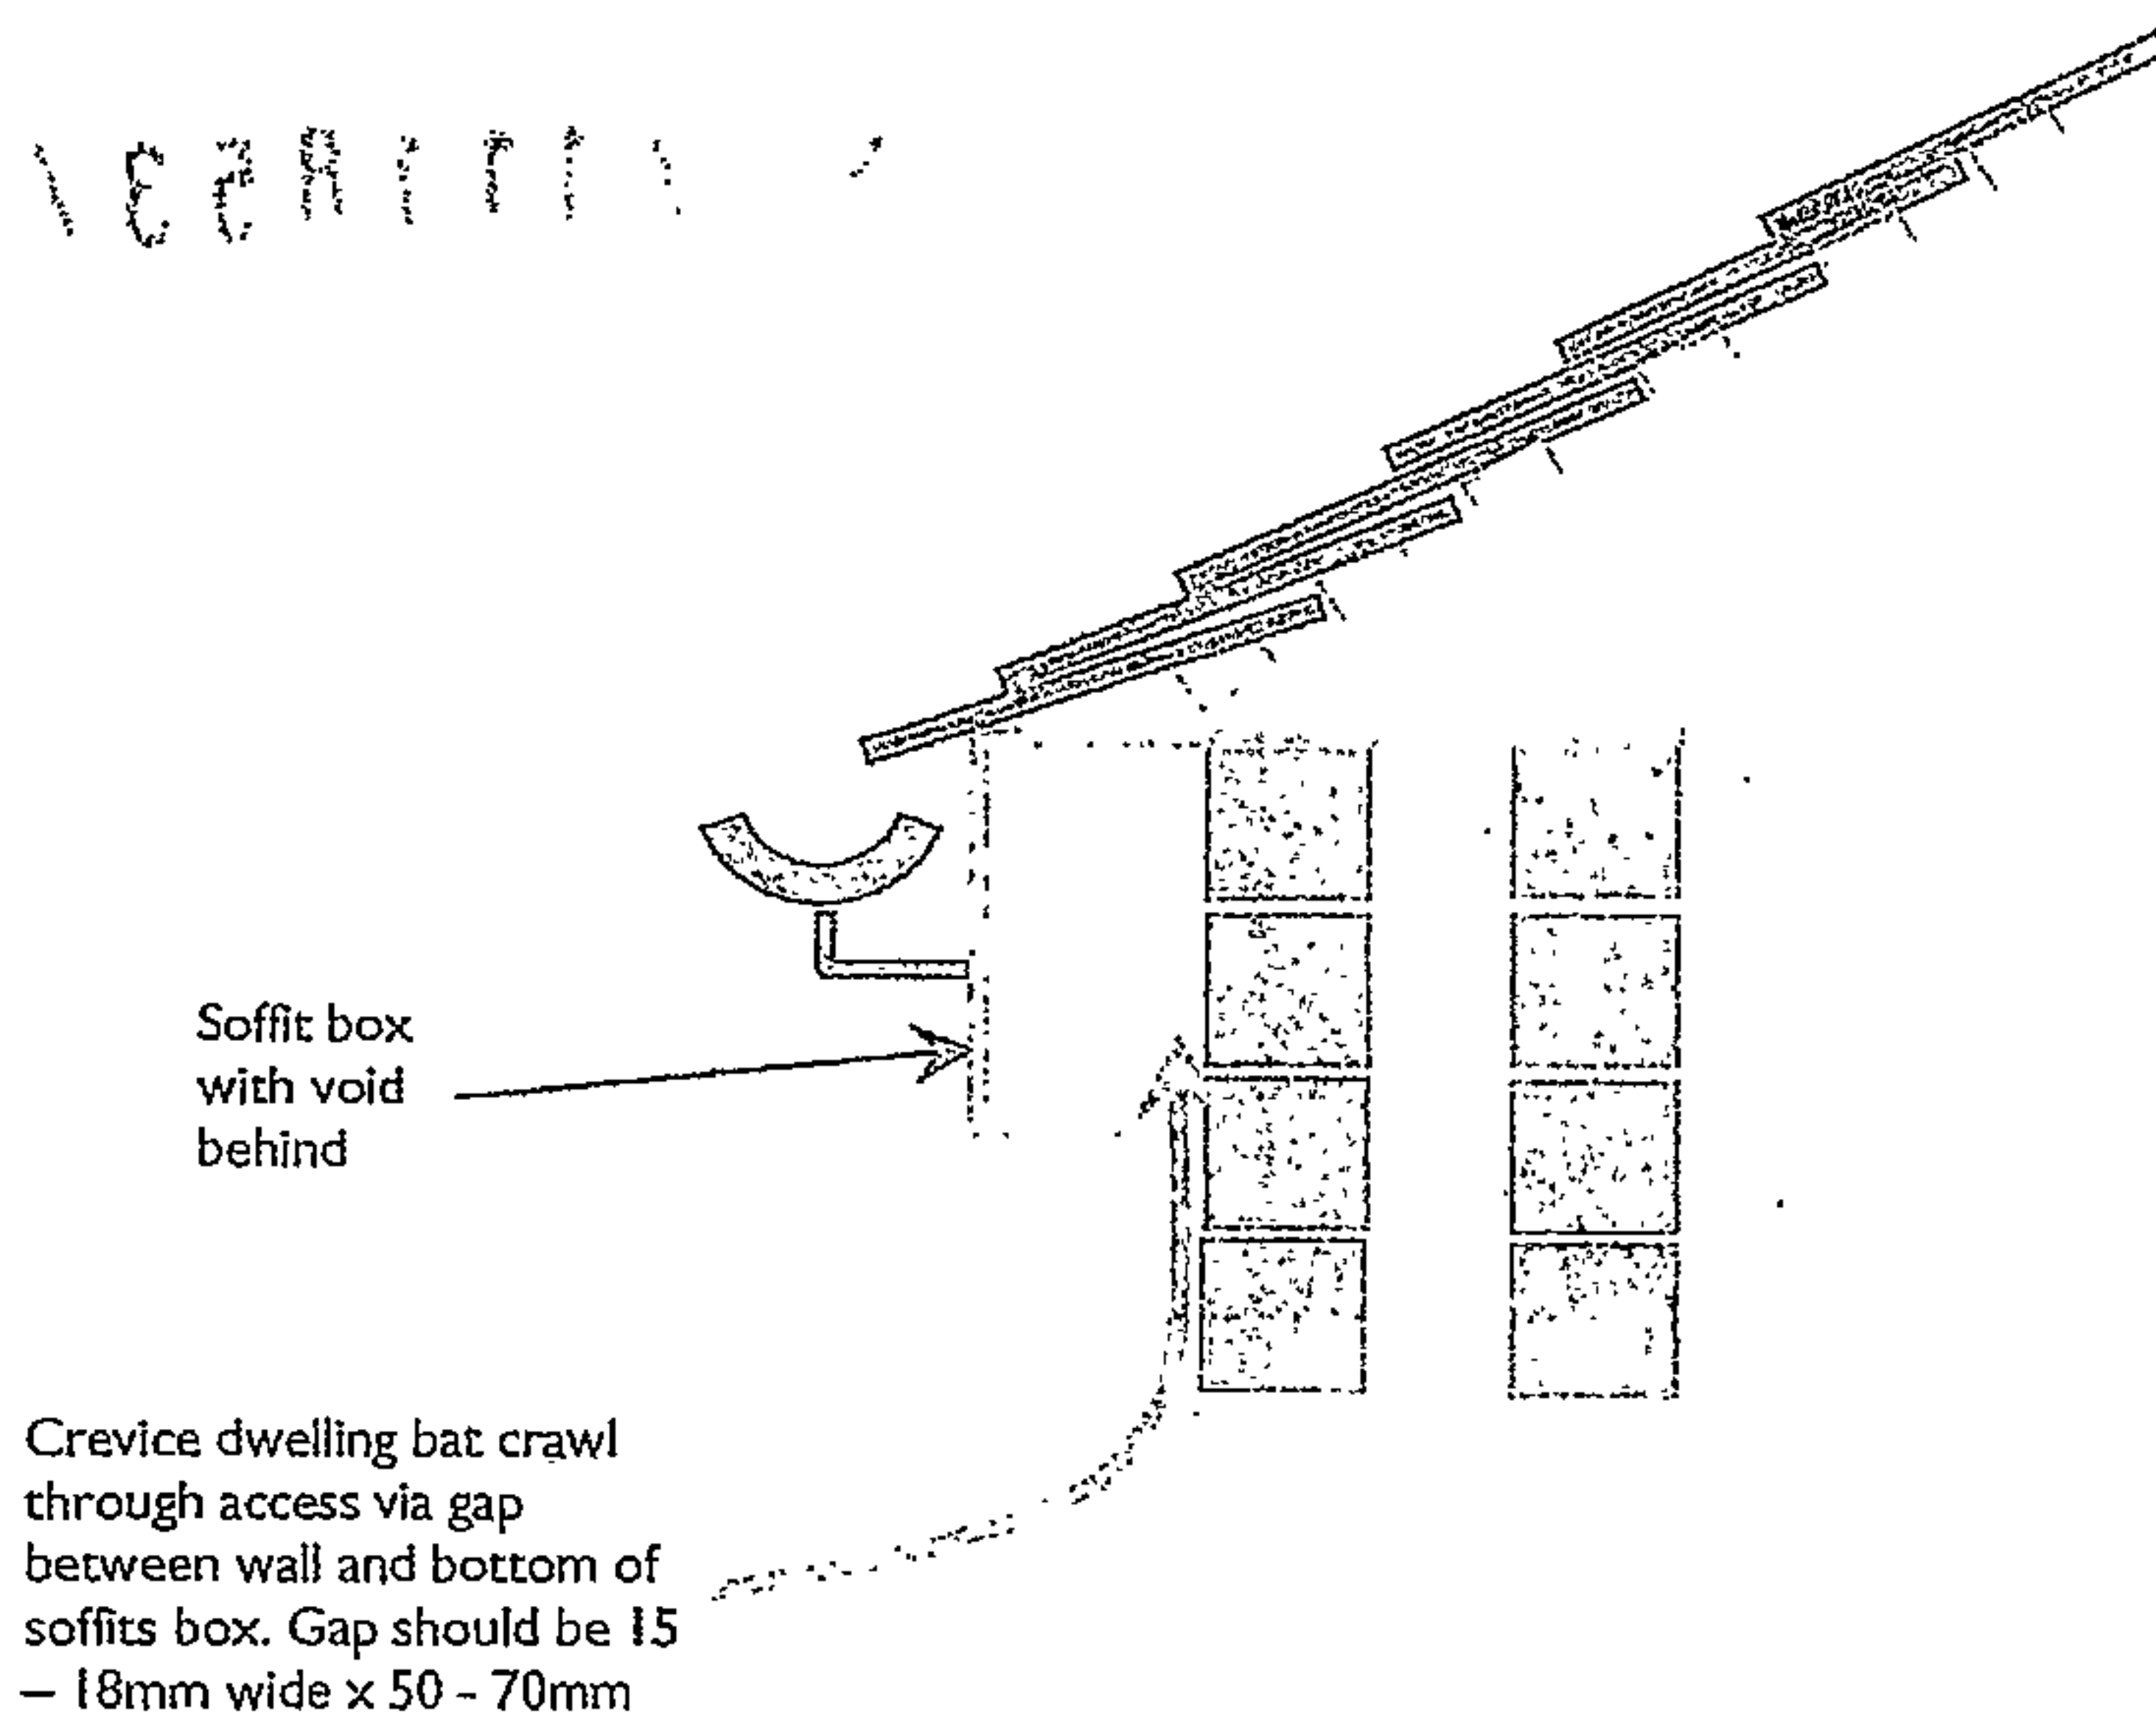 Soffit box
with void
behind
Crevice dwelling bat crawl
through access via gap
between wall and bottom of
soffits box. Gap should be 15
– 18mm wide x 50 - 70mm